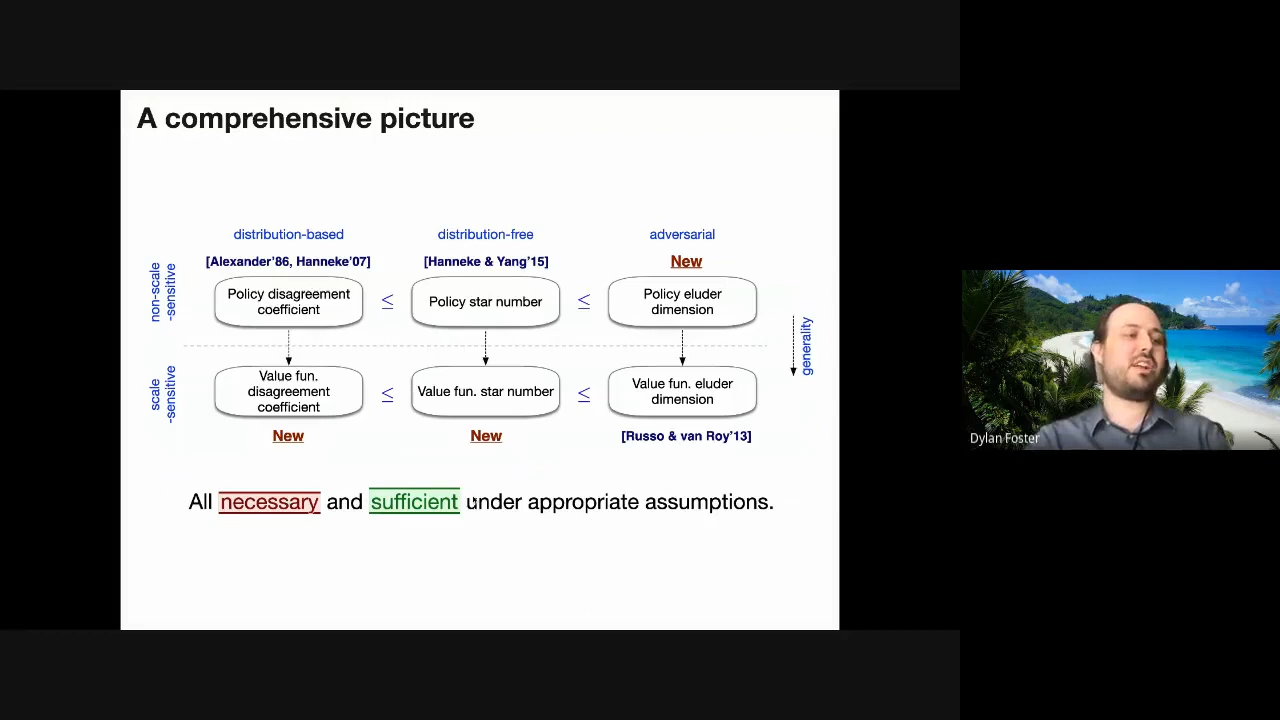 A comprehensive picture
distribution-based
distribution-free
adversarial
[Alexander'86, Hanneke'07]
[Hanneke & Yang'15]
New
non-scale
-sensitive
Policy disagreement
coefficient
≤
Policy star number
≤
Policy eluder
dimension
generality
scale
-sensitive
Value fun.
disagreement
coefficient
≤
Value fun. star number
≤
Value fun. eluder
dimension
New
New
[Russo & van Roy'13]
All necessary and sufficient under appropriate assumptions.
Dylan Foster